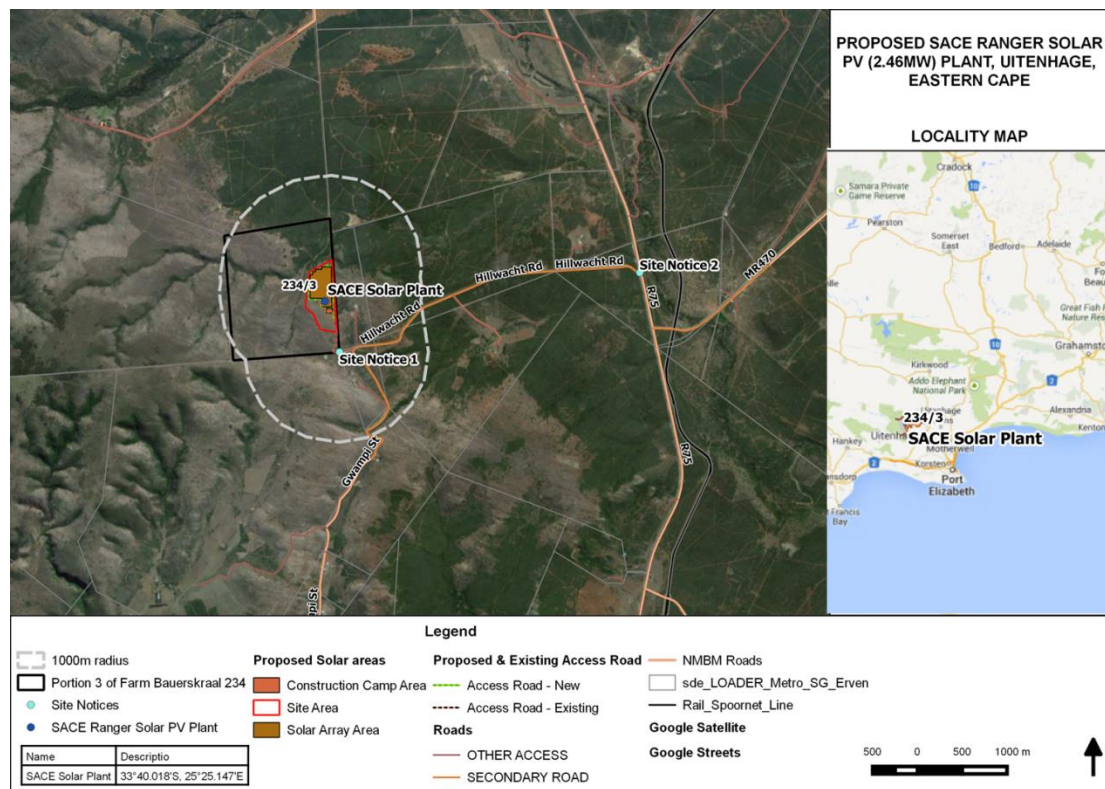 PROPOSED SACE RANGER SOLAR
PV (2.46MW) PLANT, UITENHAGE,
EASTERN CAPE
LOCALITY MAP
234/3
SACE Solar Plant
Hillwacht Rd
Hillwacht Rd
Hillwacht Rd
Site Notice 1
Site Notice 2
MR470
R75
R75
Gwampi St
Cradock
10
Samara Private
Game Reserve
Pearston
Somerset
East
Bedford
Adelaide
Great Fish
10
Grahamstown
Kirkwood
2
Addo Elephant
National Park
234/3
Alexandria
SACE Solar Plant
Hankey
Motherwell
2
Korsten
Port
Elizabeth
Bay
Legend
1000m radius
Portion 3 of Farm Bauerskraal 234
Site Notices
SACE Ranger Solar PV Plant
Name Descriptio
SACE Solar Plant 33°40.018'S, 25°25.147'E
Proposed Solar areas
Construction Camp Area
Site Area
Solar Array Area
Proposed & Existing Access Road
Access Road - New
Access Road - Existing
Roads
OTHER ACCESS
SECONDARY ROAD
NMBM Roads
sde_LOADER_Metro_SG_Erven
Rail_Spoornet_Line
Google Satellite
Google Streets
500 0 500 1000 m